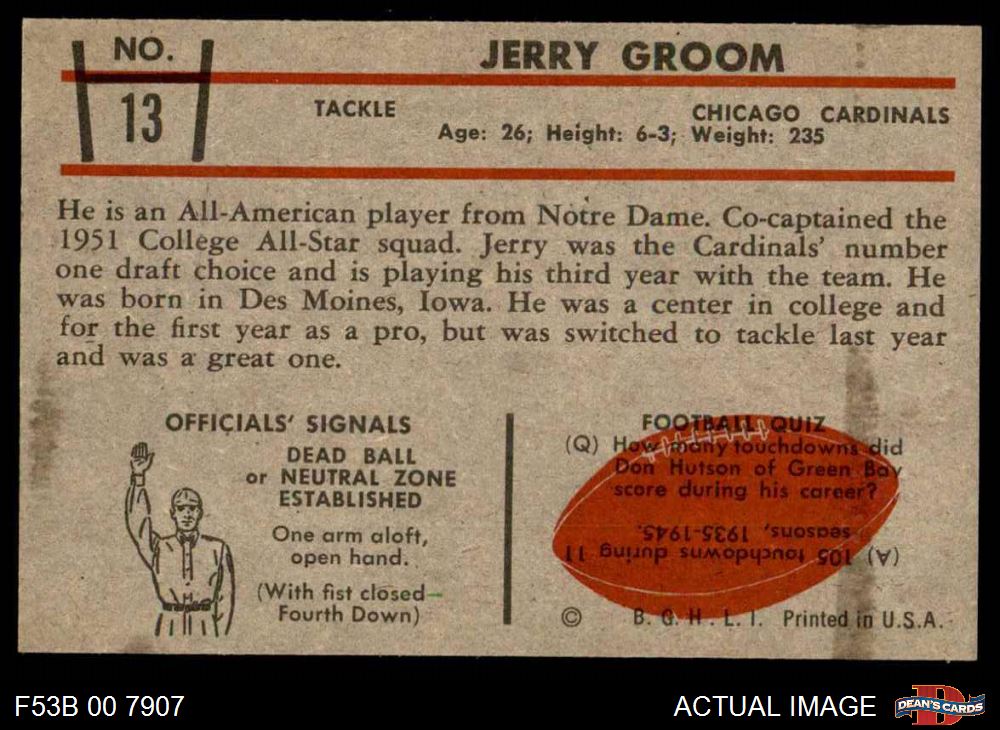 NO.
13
JERRY GROOM
TACKLE
CHICAGO CARDINALS
Age: 26; Height: 6-3; Weight: 235
He is an All-American player from Notre Dame. Co-captained the
1951 College All-Star squad. Jerry was the Cardinals' number
one draft choice and is playing his third year with the team. He
was born in Des Moines, Iowa. He was a center in college and
for the first year as a pro, but was switched to tackle last year
and was a great one.
OFFICIALS' SIGNALS
DEAD BALL
or NEUTRAL ZONE
ESTABLISHED
One arm aloft,
open hand.
(With fist closed—
Fourth Down)
FOOTBALL QUIZ
(Q) How many touchdowns did
Don Hutson of Green Bay
score during his career?
(A) 105 touchdowns during 11
seasons, 1935-1945.
© B. G. H. L. I. Printed in U.S.A.
F53B 00 7907
ACTUAL IMAGE
DEAN'S CARDS